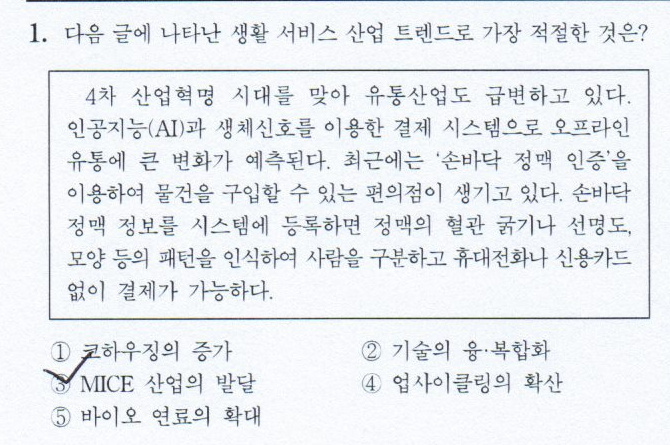 1. 다음 글에 나타난 생활 서비스 산업 트렌드로 가장 적절한 것은?
4차 산업혁명 시대를 맞아 유통산업도 급변하고 있다.
인공지능(AI)과 생체신호를 이용한 결제 시스템으로 오프라인
유통에 큰 변화가 예측된다. 최근에는 ‘손바닥 정맥 인증’을
이용하여 물건을 구입할 수 있는 편의점이 생기고 있다. 손바닥
정맥 정보를 시스템에 등록하면 정맥의 혈관 굵기나 선명도,
모양 등의 패턴을 인식하여 사람을 구분하고 휴대전화나 신용카드
없이 결제가 가능하다.
① 코하우징의 증가 ② 기술의 융·복합화
③ MICE 산업의 발달 ④ 업사이클링의 확산
⑤ 바이오 연료의 확대